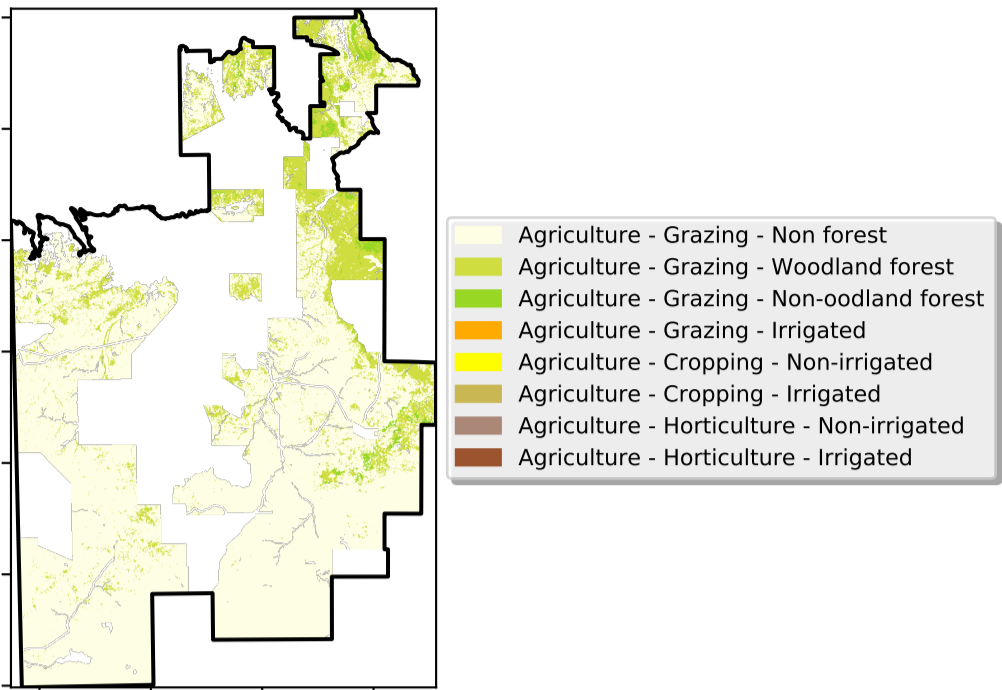 Agriculture - Grazing - Non forest
Agriculture - Grazing - Woodland forest
Agriculture - Grazing - Non-oodland forest
Agriculture - Grazing - Irrigated
Agriculture - Cropping - Non-irrigated
Agriculture - Cropping - Irrigated
Agriculture - Horticulture - Non-irrigated
Agriculture - Horticulture - Irrigated